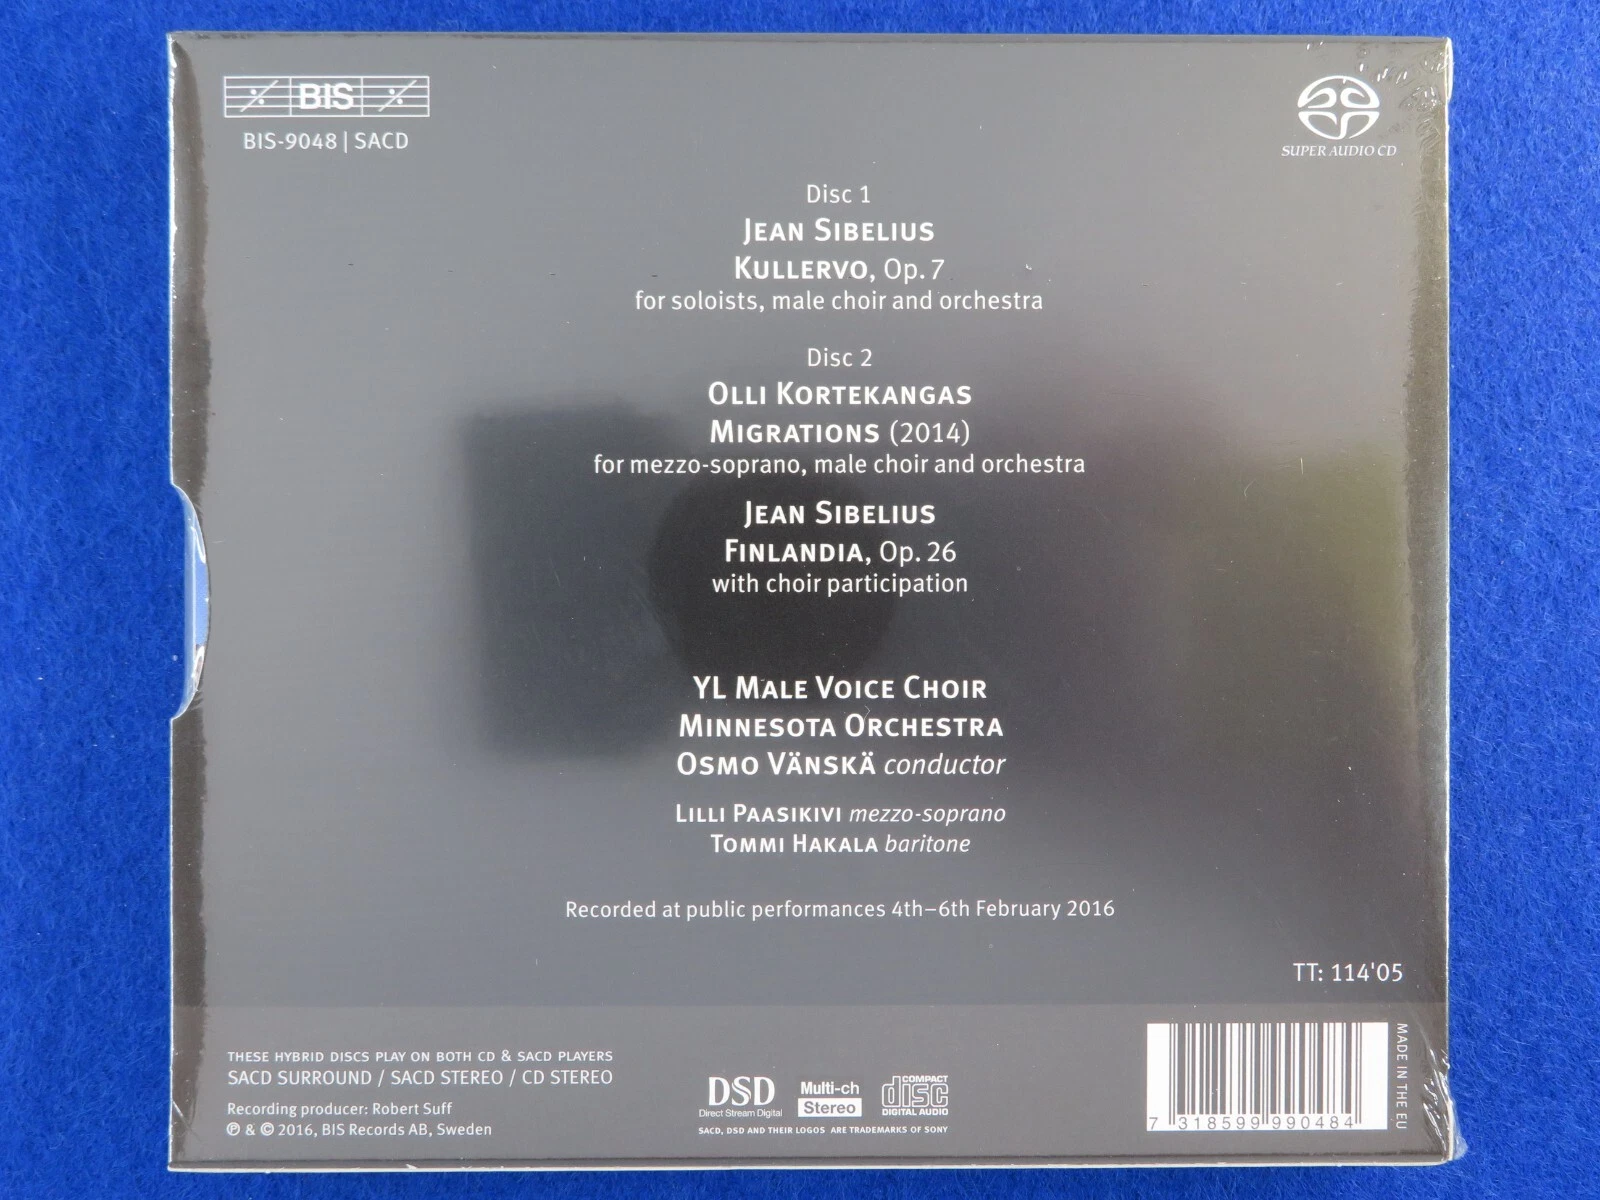 BIS
BIS-9048 | SACD
SUPER AUDIO CD
Disc 1
JEAN SIBELIUS
KULLERVO, Op. 7
for soloists, male choir and orchestra
Disc 2
OLLI KORTEKANGAS
MIGRATIONS (2014)
for mezzo-soprano, male choir and orchestra
JEAN SIBELIUS
FINLANDIA, Op. 26
with choir participation
YL MALE VOICE CHOIR
MINNESOTA ORCHESTRA
OSMO VÄNSKÄ conductor
LILLI PAASIKIVI mezzo-soprano
TOMMI HAKALA baritone
Recorded at public performances 4th–6th February 2016
TT: 114'05
THESE HYBRID DISCS PLAY ON BOTH CD & SACD PLAYERS
SACD SURROUND / SACD STEREO / CD STEREO
Recording producer: Robert Suff
℗ & © 2016, BIS Records AB, Sweden
DSD
Direct Stream Digital
Multi-ch
Stereo
COMPACT
disc
DIGITAL AUDIO
SACD, DSD AND THEIR LOGOS ARE TRADEMARKS OF SONY
7 318599 990484
MADE IN THE EU